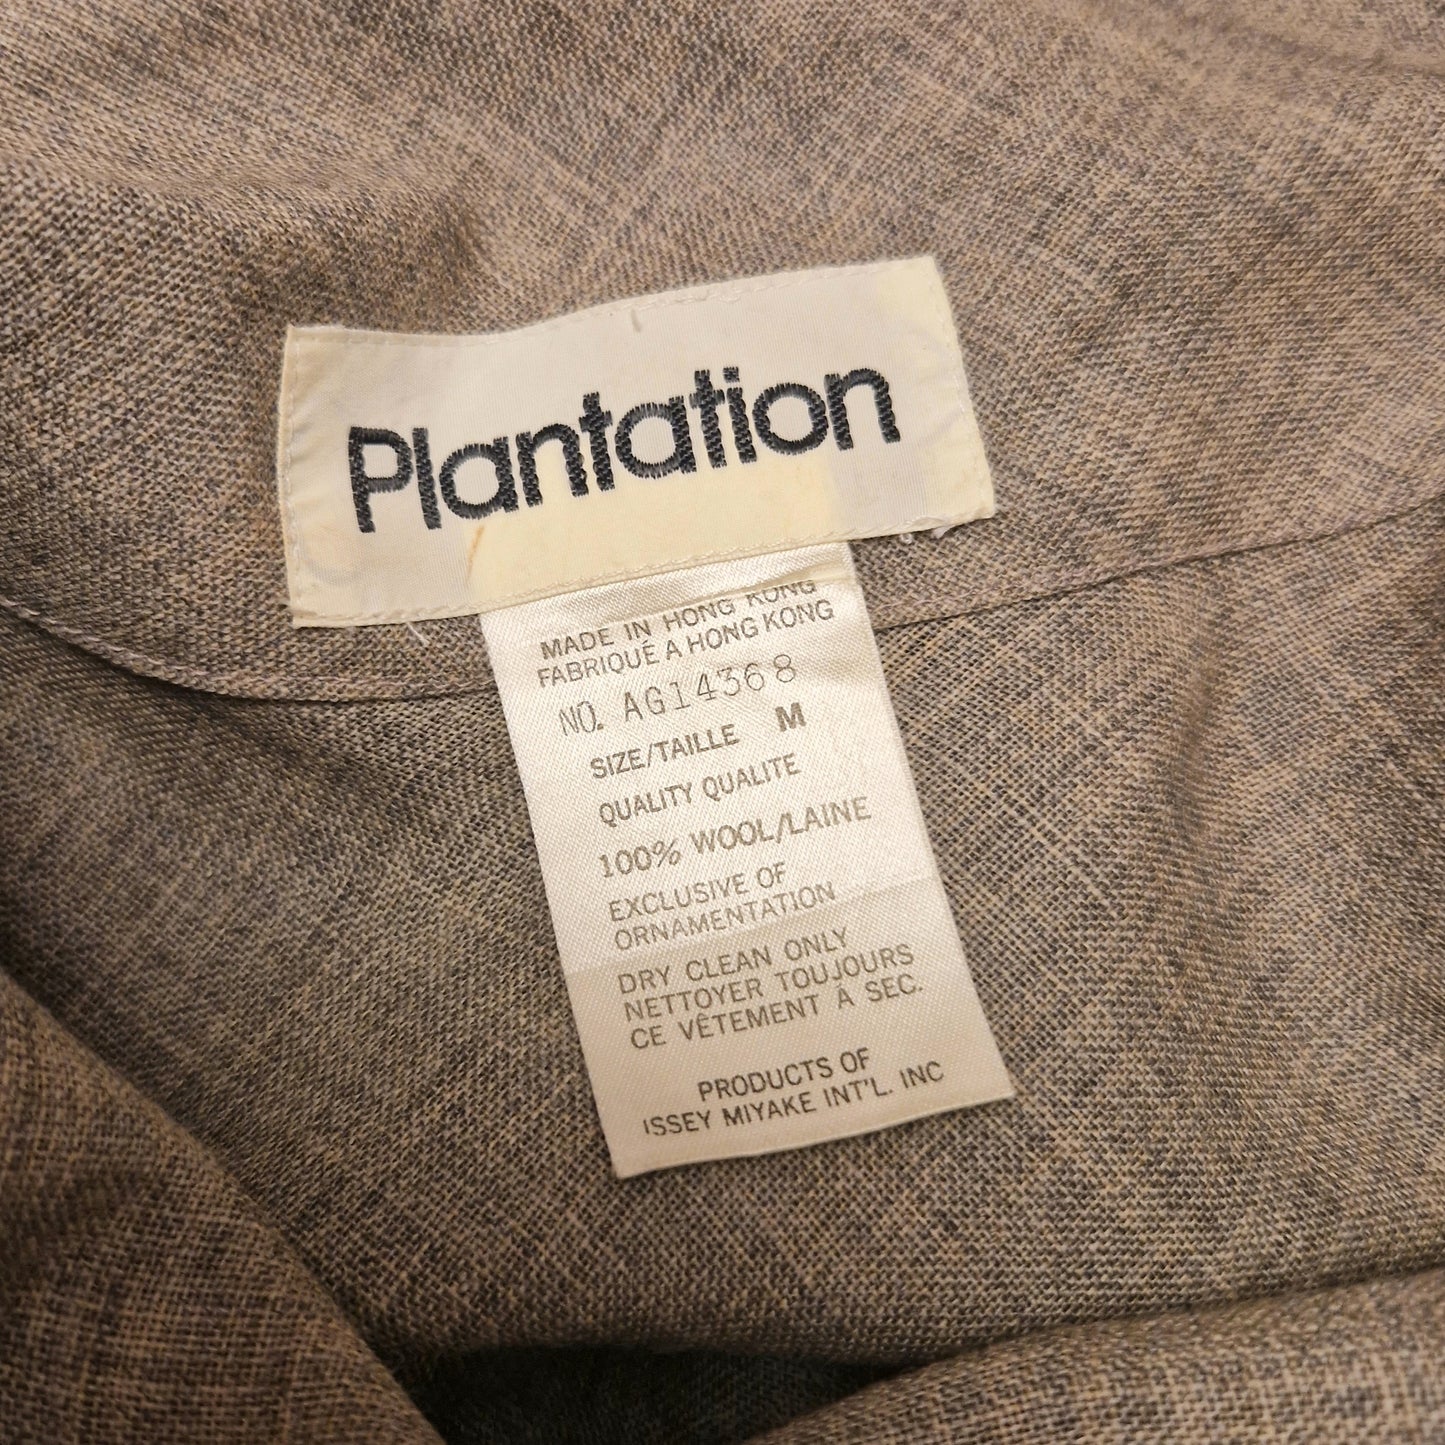 Plantation
MADE IN HONG KONG
FABRIQUÉ A HONG KONG
NO. AG14368
SIZE/TAILLE M
QUALITY QUALITE
100% WOOL/LAINE
EXCLUSIVE OF
ORNAMENTATION
DRY CLEAN ONLY
NETTOYER TOUJOURS
CE VÊTEMENT À SEC.
PRODUCTS OF
ISSEY MIYAKE INT'L. INC